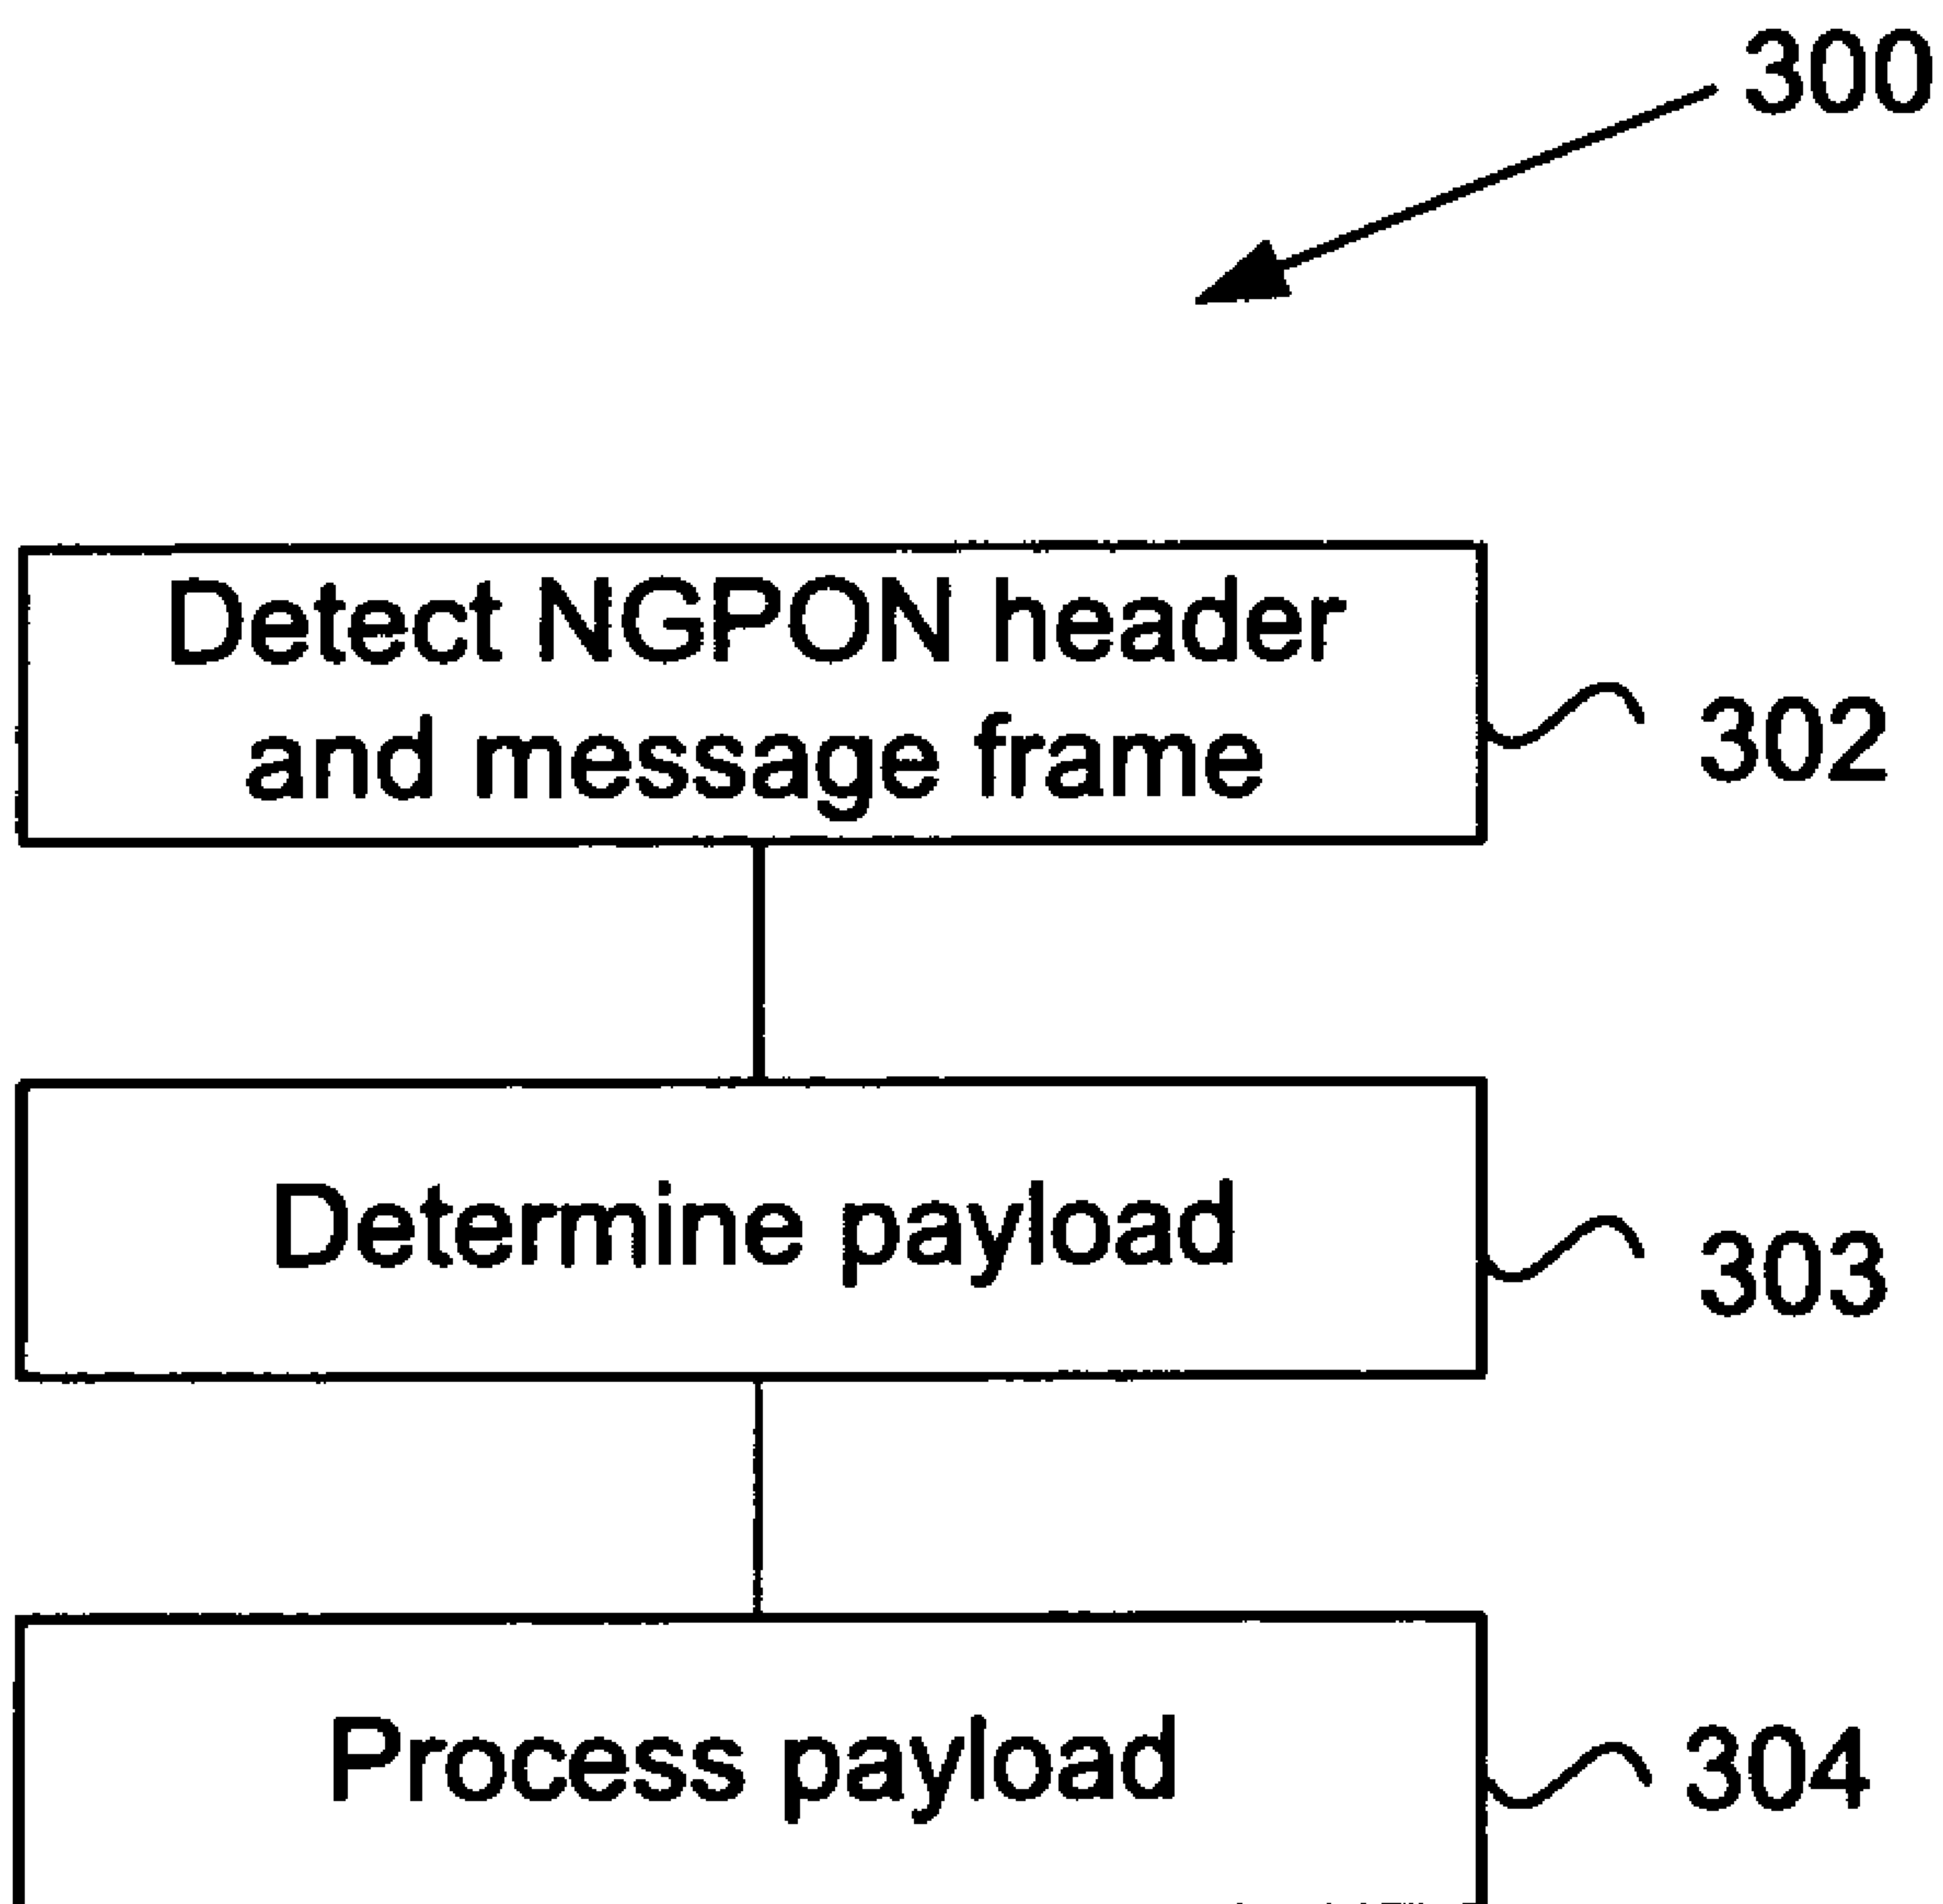 300
Detect NGPON header
and message frame
302
Determine payload
303
Process payload
304